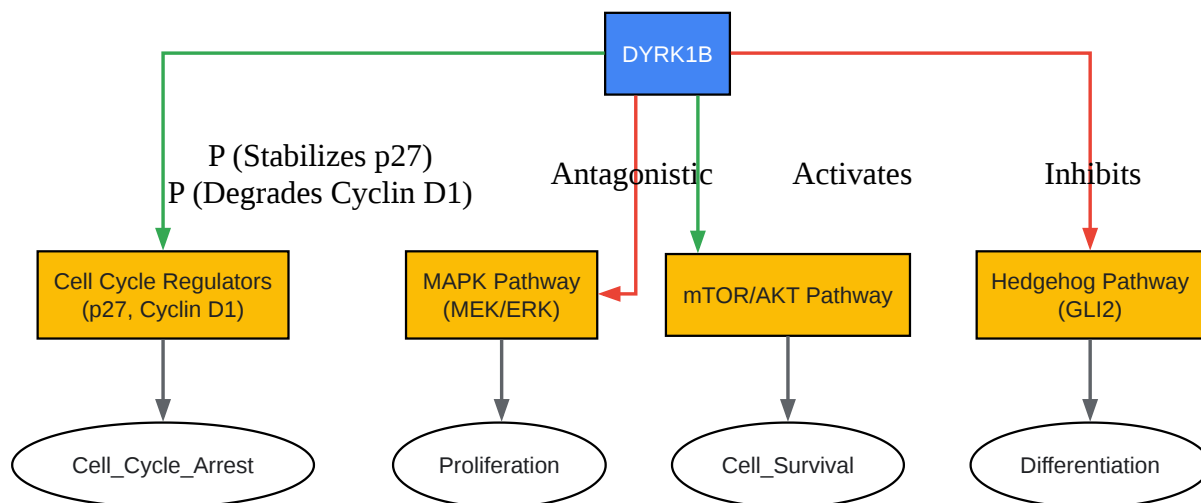 DYRK1B
P (Stabilizes p27)
P (Degrades Cyclin D1)
Antagonistic
Activates
Inhibits
Cell Cycle Regulators
(p27, Cyclin D1)
MAPK Pathway
(MEK/ERK)
mTOR/AKT Pathway
Hedgehog Pathway
(GLI2)
Cell_Cycle_Arrest
Proliferation
Cell_Survival
Differentiation